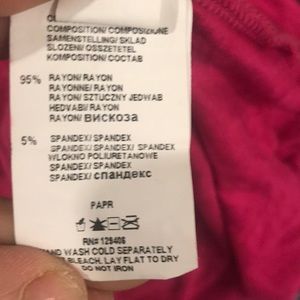 COMPOSITION/ COMPOSIZIONE
SAMENSTELLING/ SKLAD
SLOZENI/ OSSZETETEL
KOMPOSITION/ СОСТАВ
95% RAYON/ RAYON
RAYONNE/ RAYON
RAYON/ SZTUCZNY JEDWAB
HEDVABI/ RAYON
RAYON/ ВИСКОЗА
5% SPANDEX/ SPANDEX
SPANDEX/ SPANDEX/ SPANDEX
WLOKNO POLIURETANOWE
SPANDEX/ SPANDEX
SPANDEX/ спандекс
PAPR
RN# 129406
HAND WASH COLD SEPARATELY
BLEACH, LAY FLAT TO DRY
DO NOT IRON